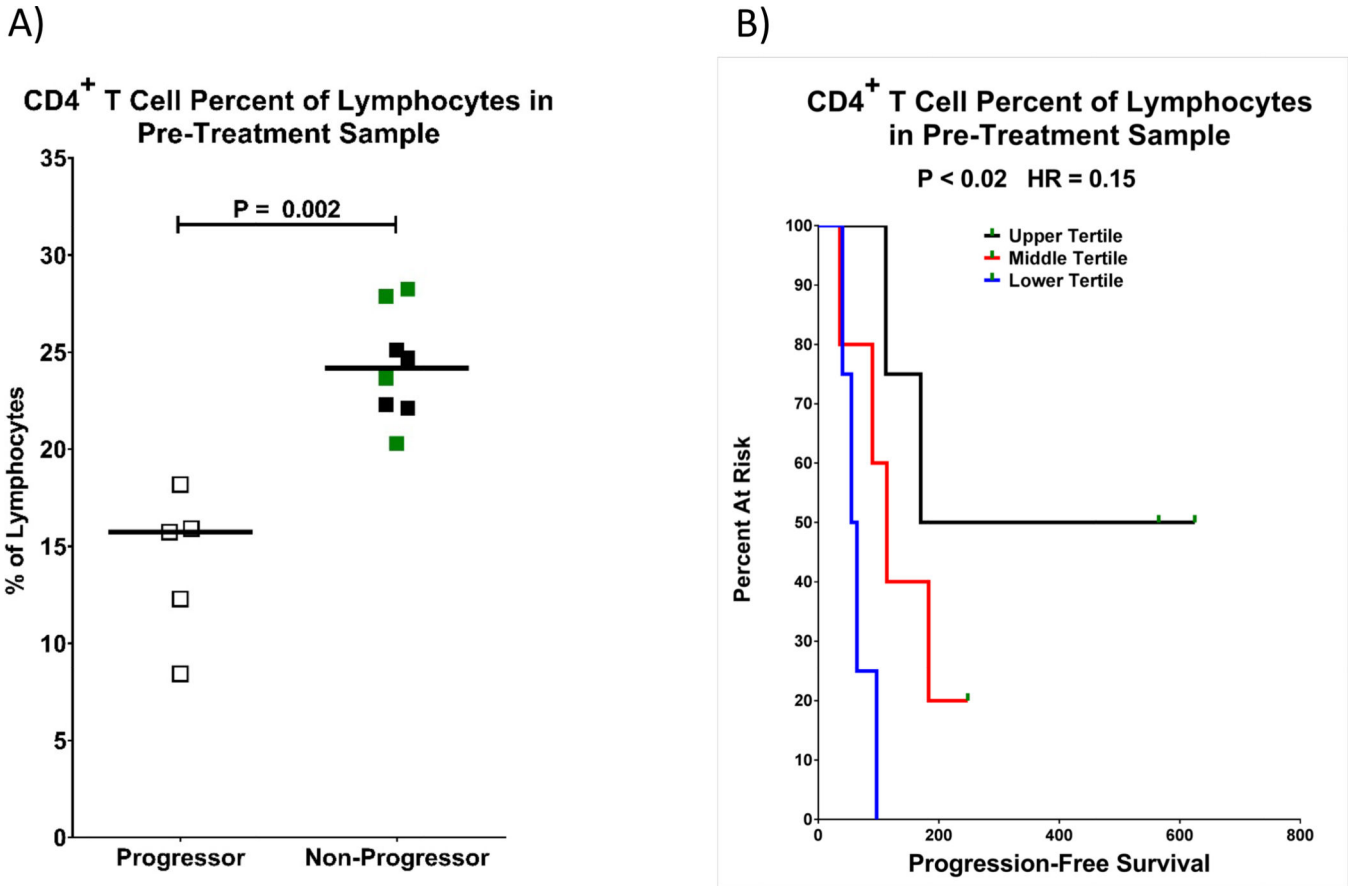 A)
CD4+ T Cell Percent of Lymphocytes in
Pre-Treatment Sample
35
30
25
20
15
10
5
0
% of Lymphocytes
P = 0.002
Progressor
Non-Progressor
B)
CD4+ T Cell Percent of Lymphocytes
in Pre-Treatment Sample
P < 0.02 HR = 0.15
Upper Tertile
Middle Tertile
Lower Tertile
100
90
80
70
60
50
40
30
20
10
0
Percent At Risk
0 200 400 600 800
Progression-Free Survival